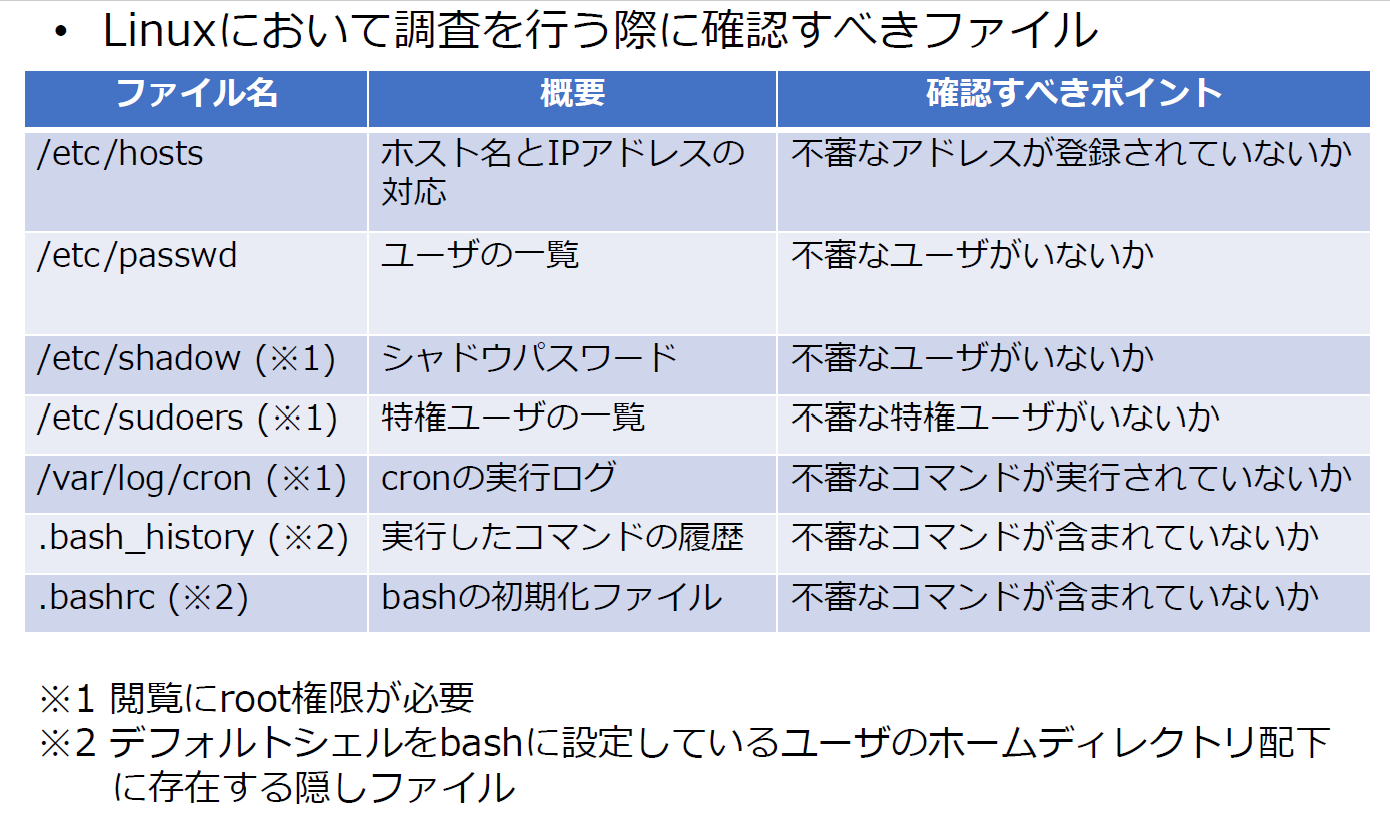 • Linuxにおいて調査を行う際に確認すべきファイル
ファイル名 概要 確認すべきポイント
/etc/hosts ホスト名とIPアドレスの 不審なアドレスが登録されていないか
対応
/etc/passwd ユーザの一覧 不審なユーザがいないか
/etc/shadow (※1) シャドウパスワード 不審なユーザがいないか
/etc/sudoers (※1) 特権ユーザの一覧 不審な特権ユーザがいないか
/var/log/cron (※1) cronの実行ログ 不審なコマンドが実行されていないか
.bash_history (※2) 実行したコマンドの履歴 不審なコマンドが含まれていないか
.bashrc (※2) bashの初期化ファイル 不審なコマンドが含まれていないか
※1 閲覧にroot権限が必要
※2 デフォルトシェルをbashに設定しているユーザのホームディレクトリ配下
に存在する隠しファイル